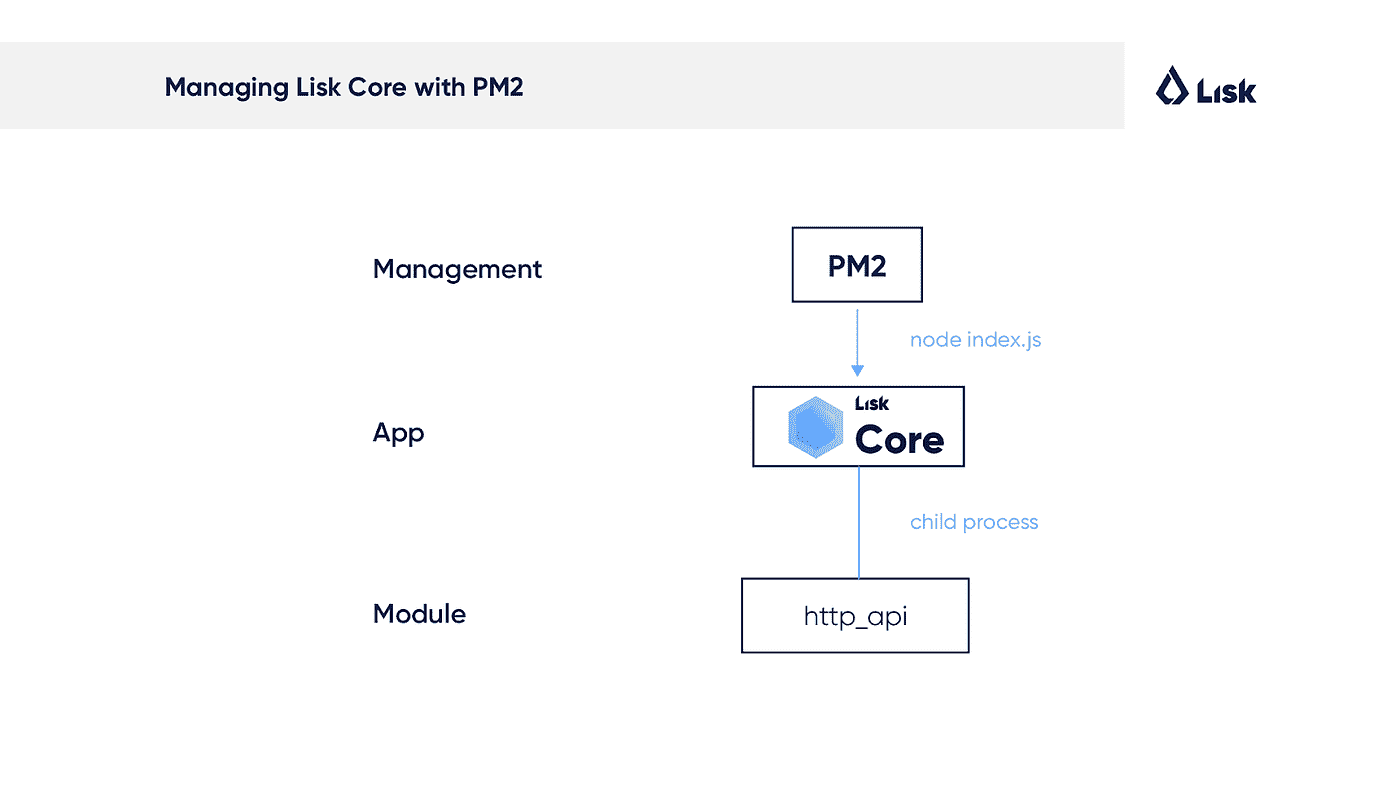 Managing Lisk Core with PM2
Lisk
Management
PM2
node index.js
App
Lisk
Core
child process
Module
http_api